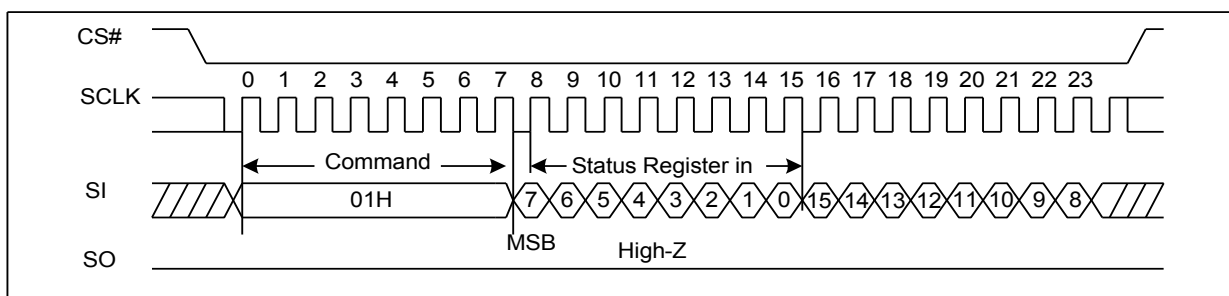 CS#
0 1 2 3 4 5 6 7 8 9 10 11 12 13 14 15 16 17 18 19 20 21 22 23
SCLK
Command
Status Register in
SI
01H
7 6 5 4 3 2 1 0 15 14 13 12 11 10 9 8
MSB
High-Z
SO